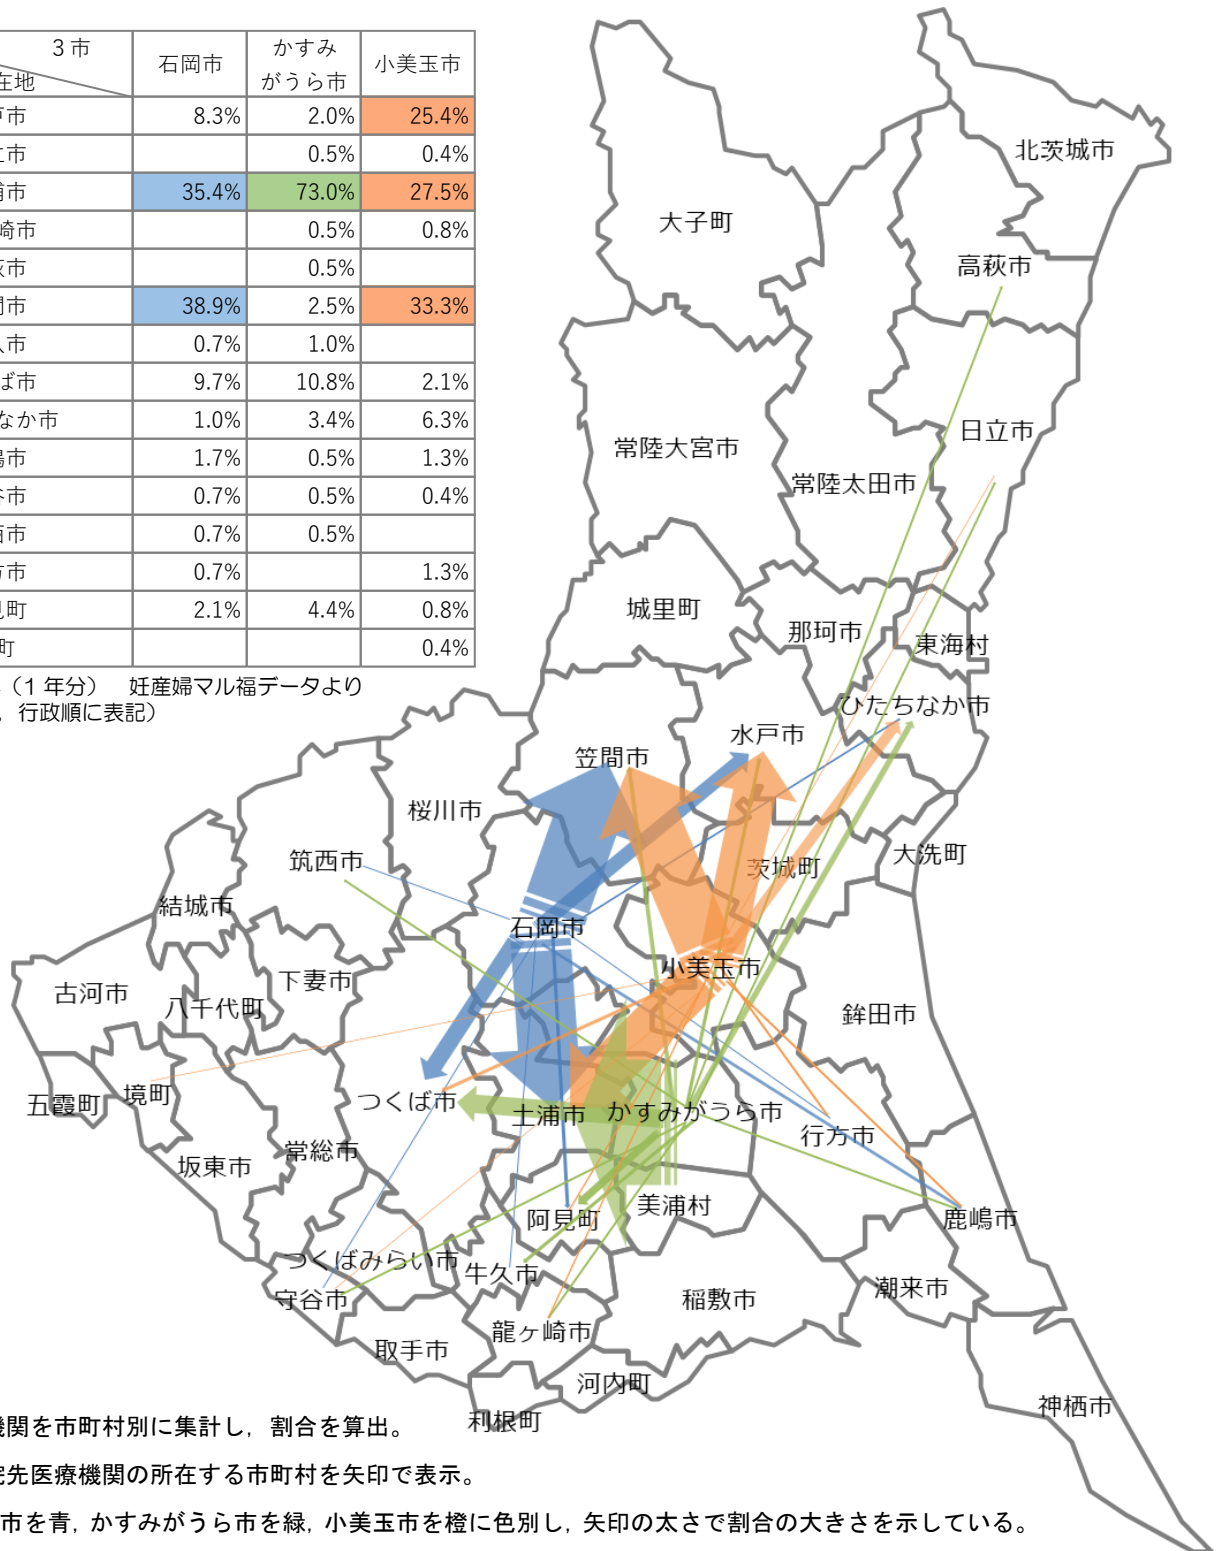 3市
在地
石岡市
かすみ
がうら市
小美玉市
戸市 8.3% 2.0% 25.4%
立市 0.5% 0.4%
浦市 35.4% 73.0% 27.5%
崎市 0.5% 0.8%
萩市 0.5%
間市 38.9% 2.5% 33.3%
久市 0.7% 1.0%
ば市 9.7% 10.8% 2.1%
なか市 1.0% 3.4% 6.3%
嶋市 1.7% 0.5% 1.3%
谷市 0.7% 0.5% 0.4%
西市 0.7% 0.5%
方市 0.7% 1.3%
見町 2.1% 4.4% 0.8%
町 0.4%
（1年分） 妊産婦マル福データより
，行政順に表記）
北茨城市
大子町
高萩市
日立市
常陸大宮市
常陸太田市
城里町
那珂市
東海村
ひたちなか市
水戸市
笠間市
桜川市
茨城町
大洗町
筑西市
結城市
石岡市
小美玉市
下妻市
古河市
八千代町
鉾田市
境町
五霞町
つくば市
土浦市
かすみがうら市
行方市
常総市
坂東市
美浦村
阿見町
鹿嶋市
つくばみらい市
牛久市
守谷市
稲敷市
潮来市
龍ヶ崎市
取手市
河内町
利根町
神栖市
機関を市町村別に集計し，割合を算出。
院先医療機関の所在する市町村を矢印で表示。
市を青，かすみがうら市を緑，小美玉市を橙に色別し，矢印の太さで割合の大きさを示している。